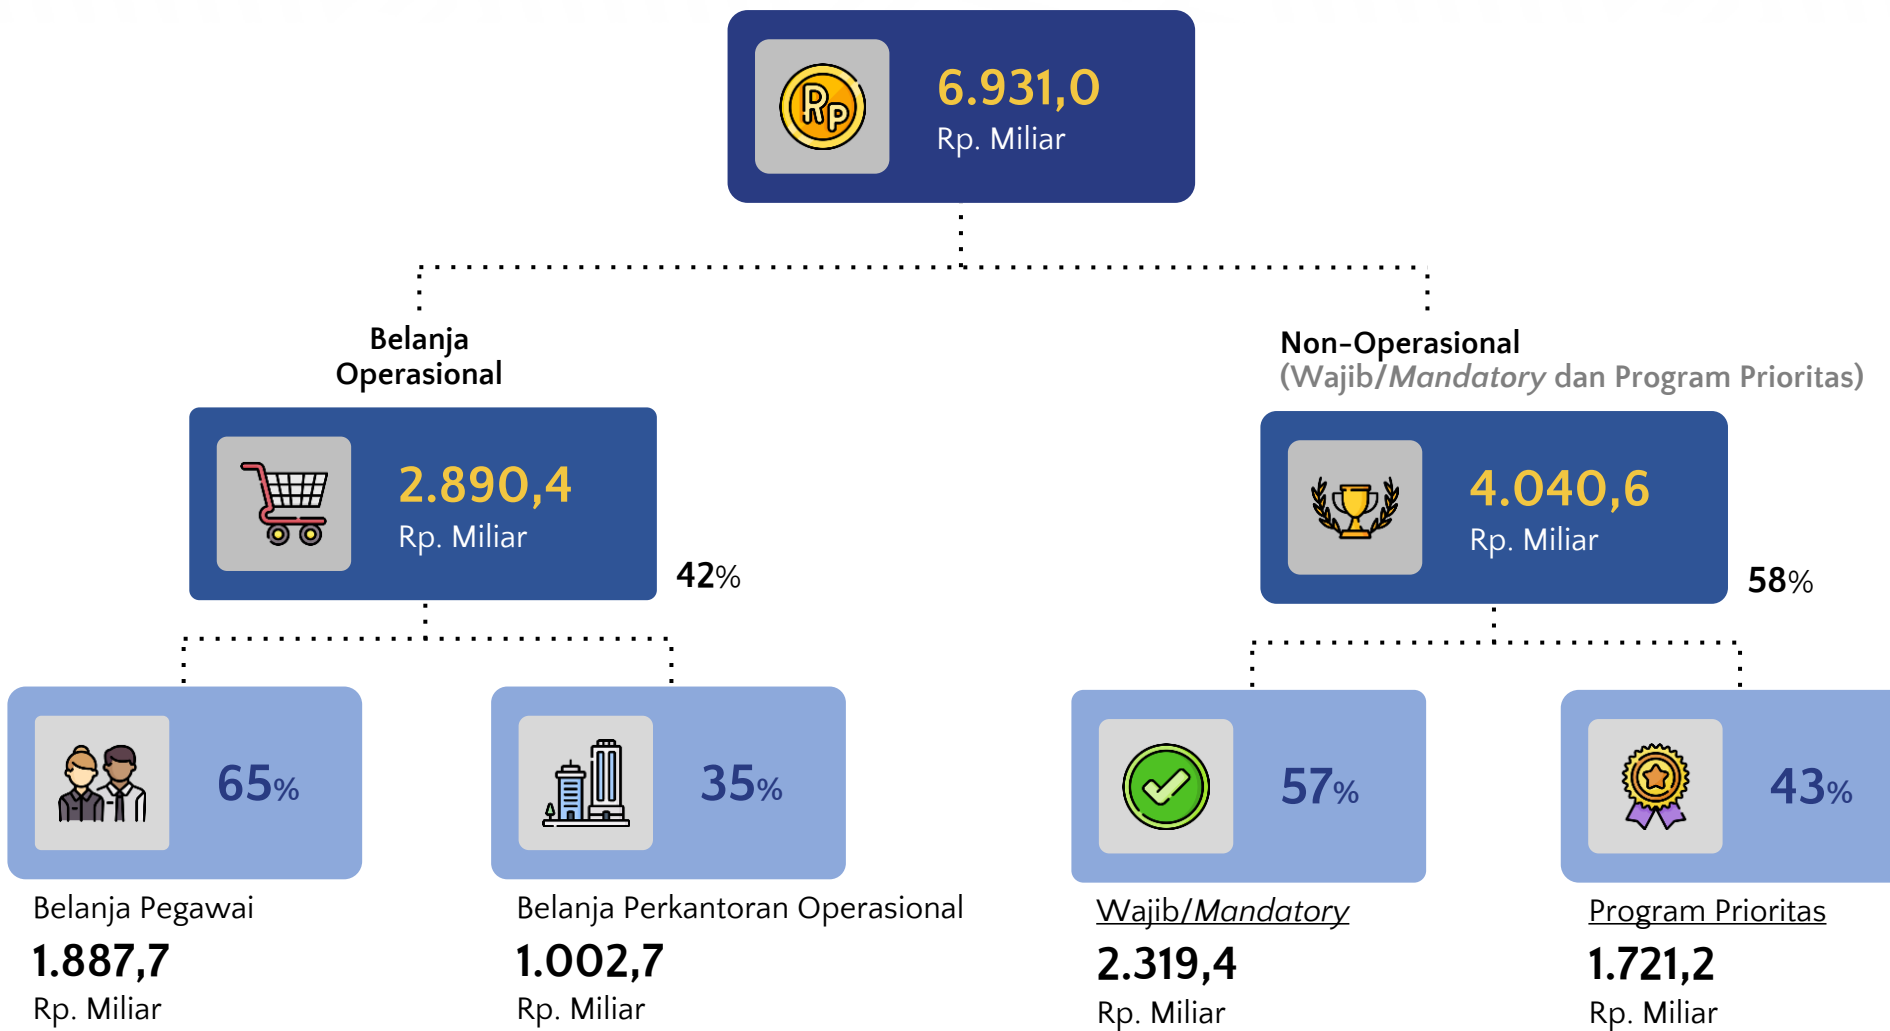 Rp
6.931,0
Rp. Miliar
Belanja
Operasional
2.890,4
Rp. Miliar
42%
Non-Operasional
(Wajib/Mandatory dan Program Prioritas)
4.040,6
Rp. Miliar
58%
65%
Belanja Pegawai
1.887,7
Rp. Miliar
35%
Belanja Perkantoran Operasional
1.002,7
Rp. Miliar
57%
Wajib/Mandatory
2.319,4
Rp. Miliar
43%
Program Prioritas
1.721,2
Rp. Miliar